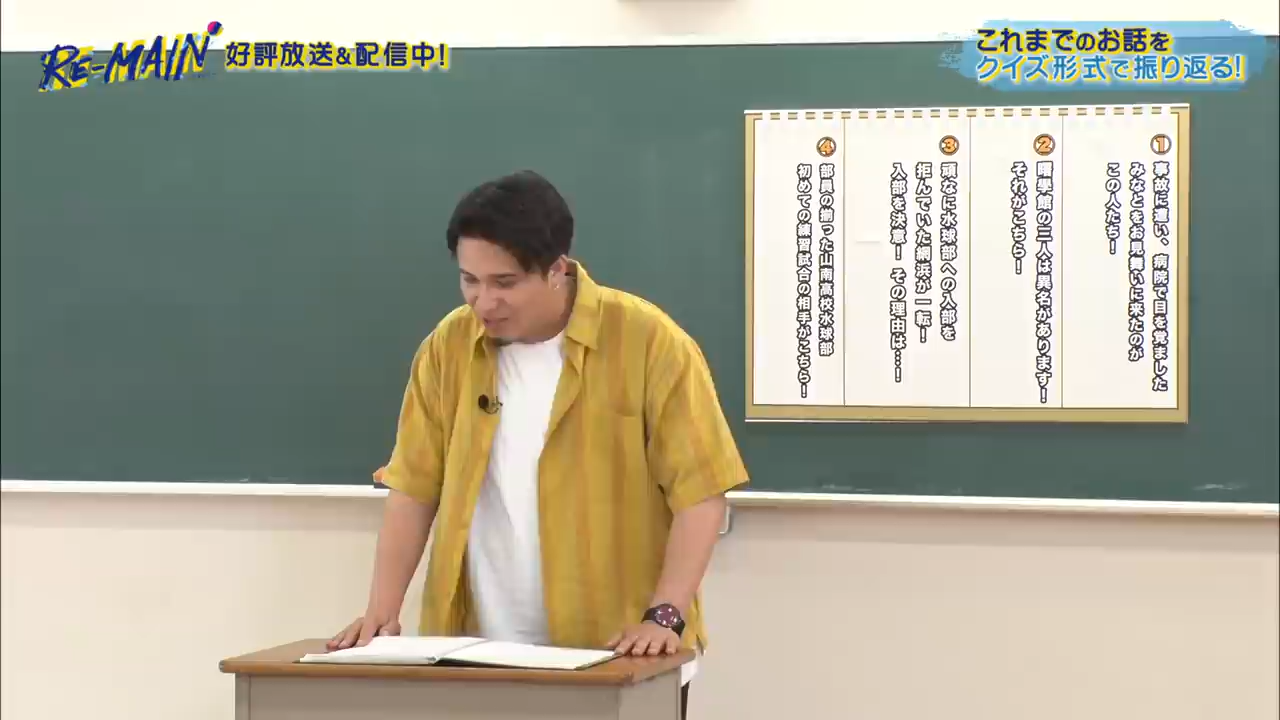 RE-MAIN
好評放送&配信中!
これまでのお話を
クイズ形式で振り返る!
①
事故に遭い、病院で目を覚ました
みなとをお見舞いに来たのが
この人たち!
②
曙學館の二人は異名があります!
それがこちら!
③
頑なに水球部への入部を
拒んでいた網浜が一転!
入部を決意! その理由は…!
④
部員の揃った山南高校水球部
初めての練習試合の相手がこちら!